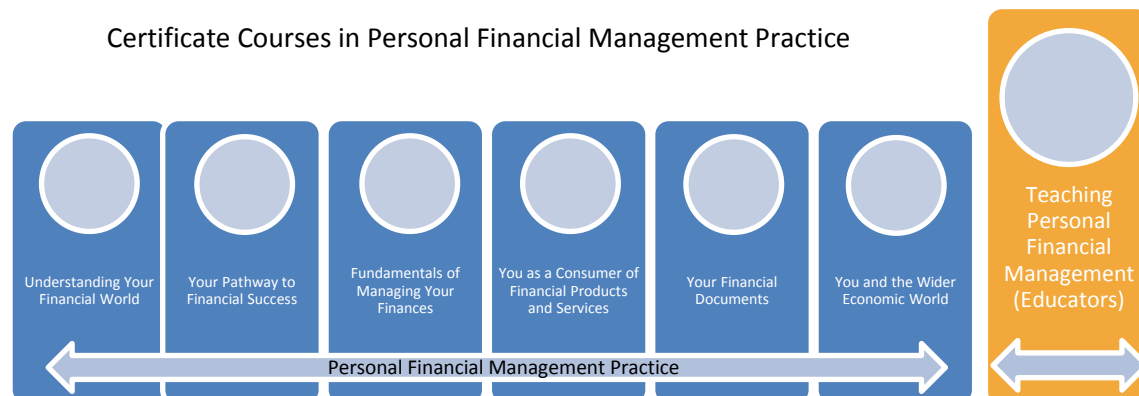 Certificate Courses in Personal Financial Management Practice
Understanding Your
Financial World
Your Pathway to
Financial Success
Fundamentals of
Managing Your
Finances
You as a Consumer of
Financial Products
and Services
Your Financial
Documents
You and the Wider
Economic World
Personal Financial Management Practice
Teaching
Personal
Financial
Management
(Educators)